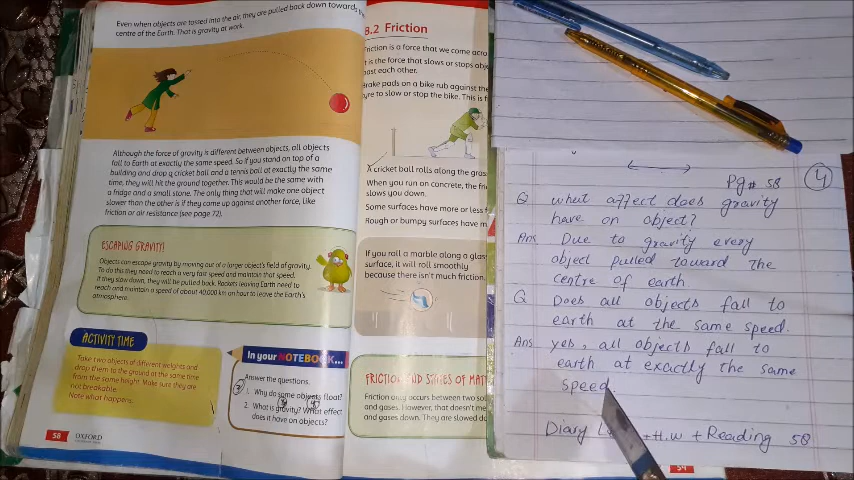 Even when objects are tossed into the air, they are pulled back down towards
centre of the Earth. That is gravity at work.
Although the force of gravity is different between objects, all objects
fall to Earth at exactly the same speed. So if you stand on top of a
building and drop a cricket ball and a tennis ball at exactly the same
time, they will hit the ground together. This would be the same with
a fridge and a small stone. The only thing that will make one object
slower than the other is if they come up against another force, like
friction or air resistance (see page 72).
ESCAPING GRAVITY!
Objects can escape gravity by moving out of a larger object's field of gravity.
To do this they need to reach a very fast speed and maintain that speed.
If they slow down, they will be pulled back. Rockets leaving Earth need to
reach and maintain a speed of about 40,000 km an hour to leave the Earth's
atmosphere.
ACTIVITY TIME
Take two objects of different weights and
drop them to the ground at the same time
from the same height. Make sure they are
not breakable.
Note what happens.
In your NOTEBOOK...
Answer the questions.
1. Why do some objects float?
2. What is gravity? What effect
does it have on objects?
58
OXFORD
8.2 Friction
Friction is a force that we come
It is the force that slows or stops
past each other.
Brake pads on a bike rub against the
tyre to slow or stop the bike. This is
A cricket ball rolls along the
When you run on concrete, the
slows you down.
Some surfaces have more or less
Rough or bumpy surfaces have
If you roll a marble along a
it will roll smoothly
because there isn't much friction.
FRICTION AND STATES OF
Friction only occurs between two
and gases. However, that doesn't
and gases down. They are slowed
Pg # 58
4
Q what affect does gravity
have on object?
Ans Due to gravity every
object pulled toward the
centre of earth.
Q Does all objects fall to
earth at the same speed.
Ans yes, all objects fall to
earth at exactly the same
speed
Diary + H.w + Reading 58